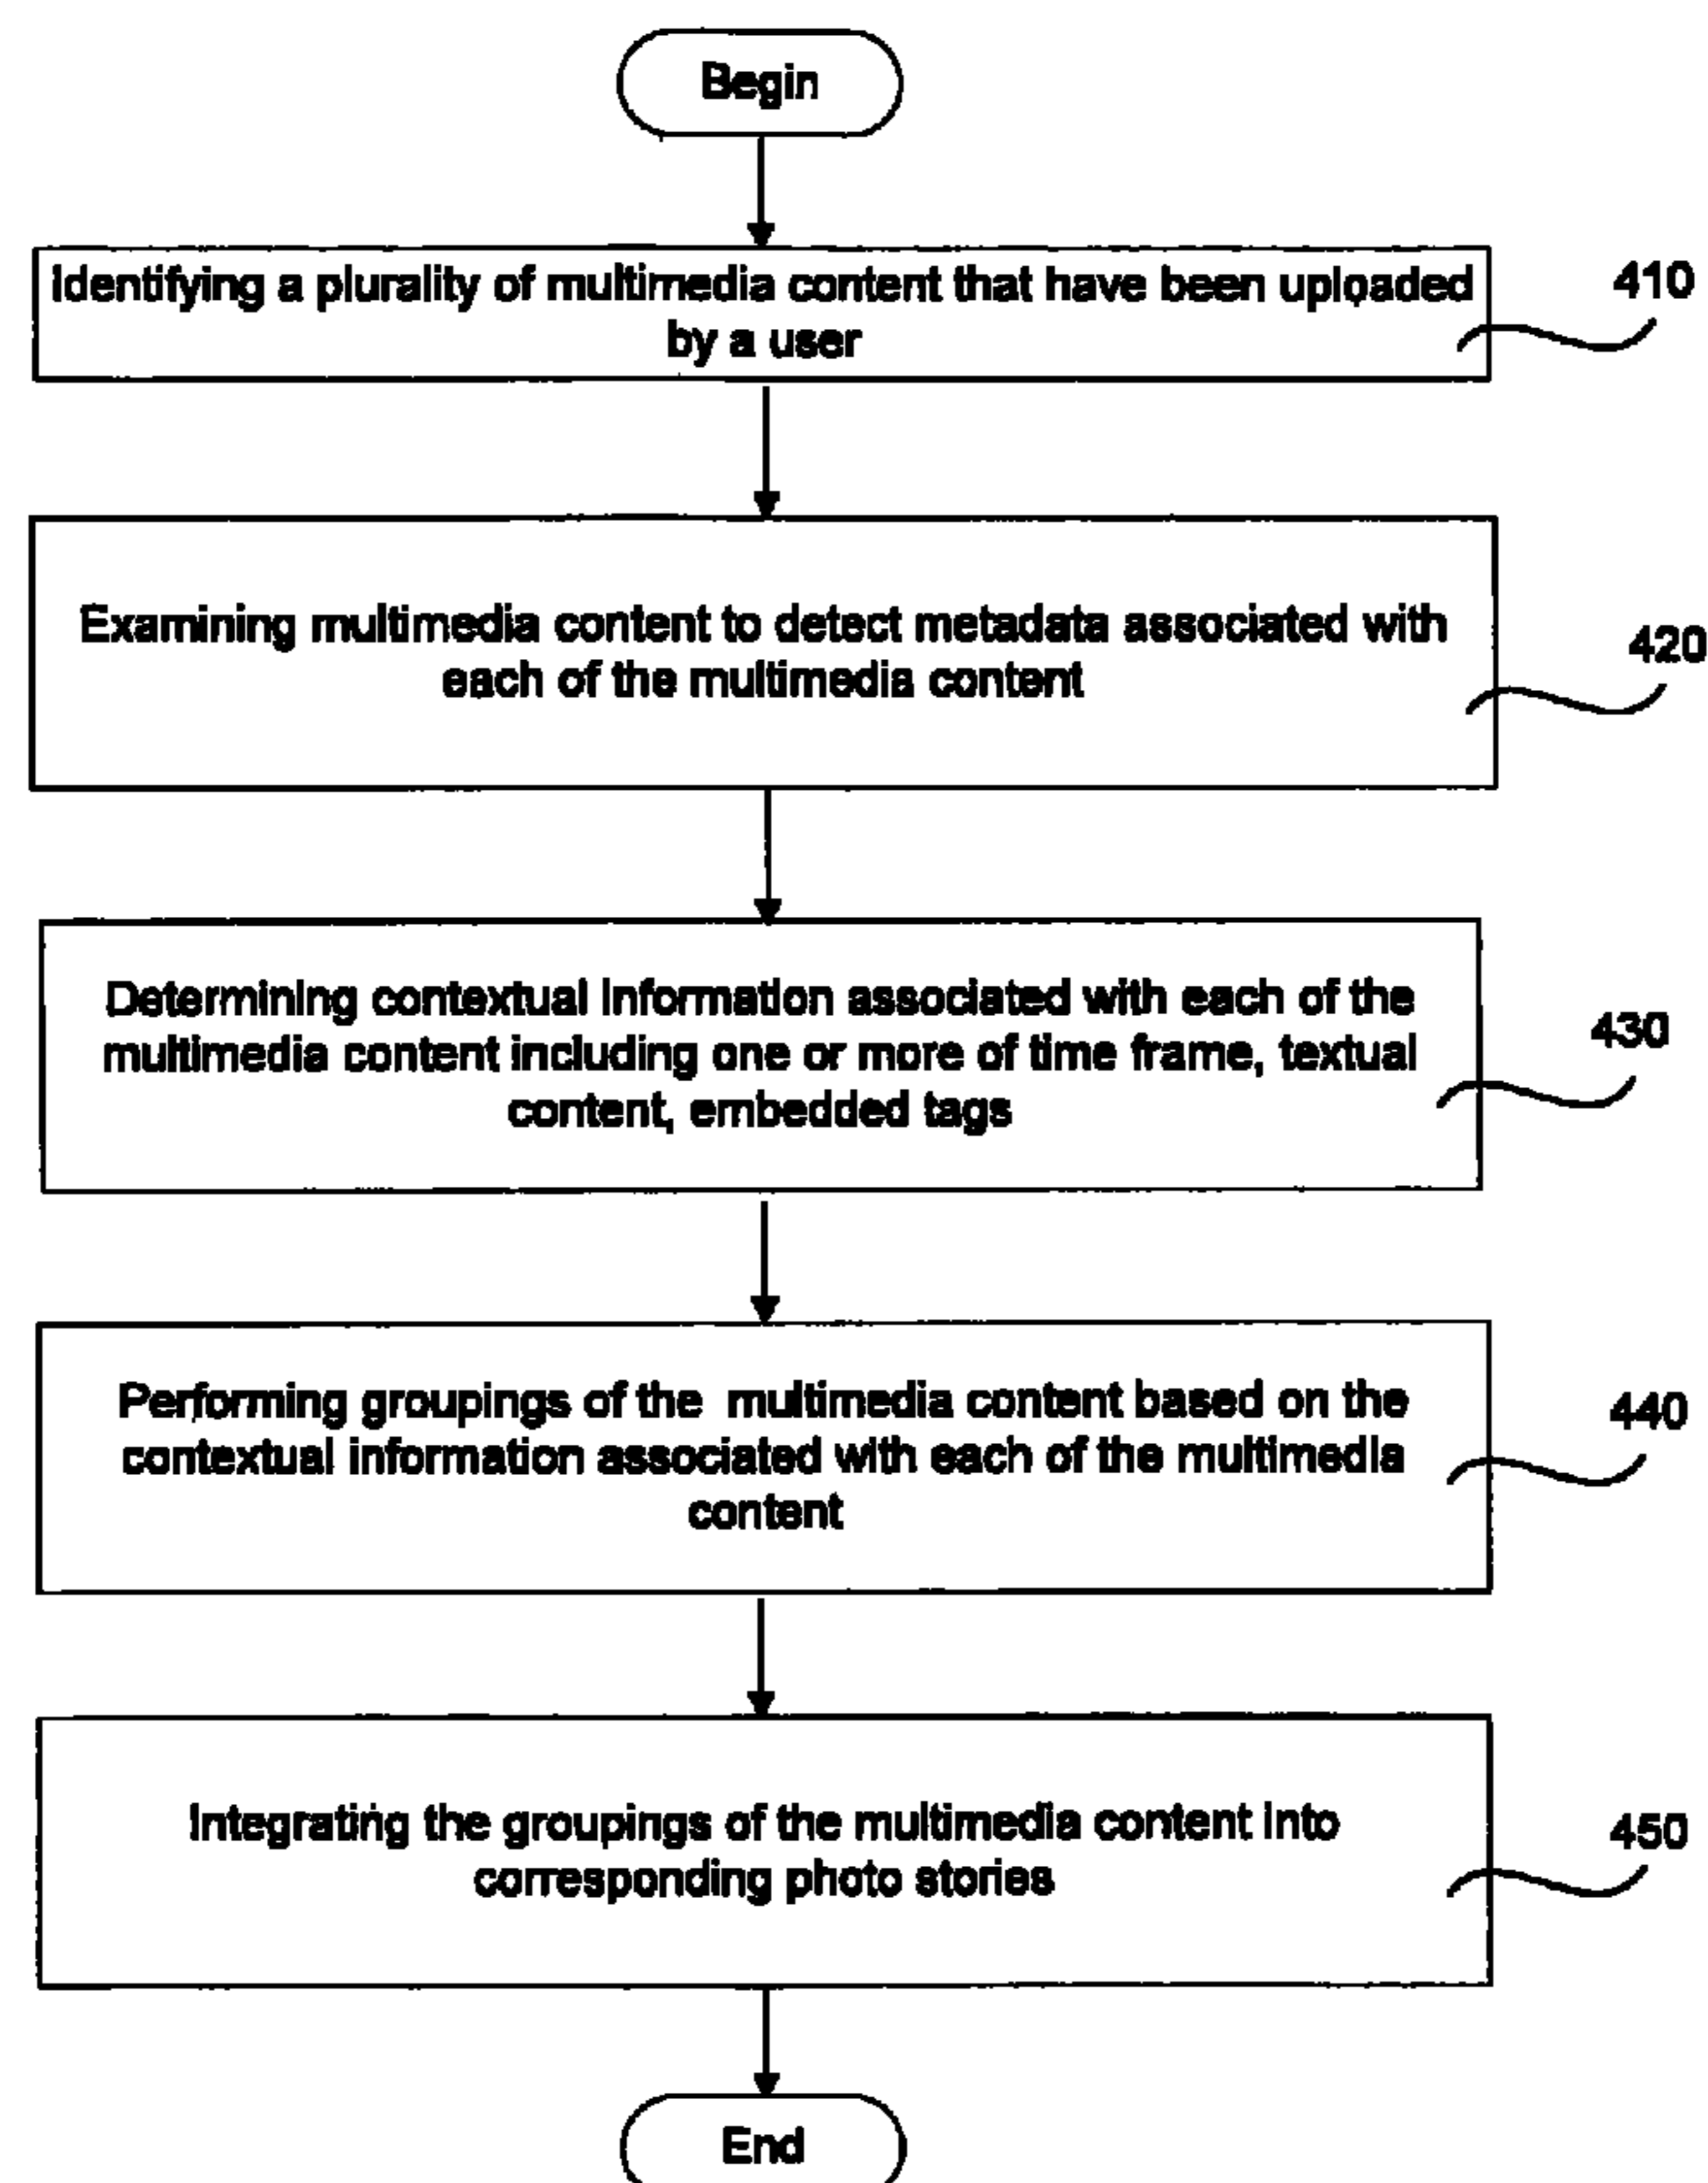 Begin
Identifying a plurality of multimedia content that have been uploaded
by a user
410
Examining multimedia content to detect metadata associated with
each of the multimedia content
420
Determining contextual information associated with each of the
multimedia content including one or more of time frame, textual
content, embedded tags
430
Performing groupings of the multimedia content based on the
contextual information associated with each of the multimedia
content
440
Integrating the groupings of the multimedia content into
corresponding photo stories
450
End